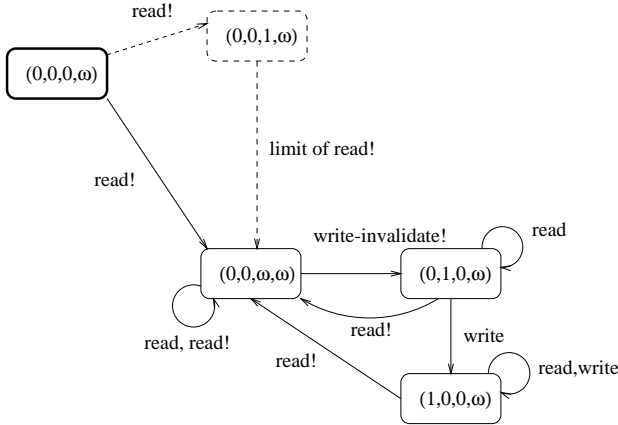 read!
(0,0,1,ω)
(0,0,0,ω)
limit of read!
read!
write-invalidate!
read
(0,0,ω,ω)
(0,1,0,ω)
read!
write
read, read!
read!
read,write
(1,0,0,ω)